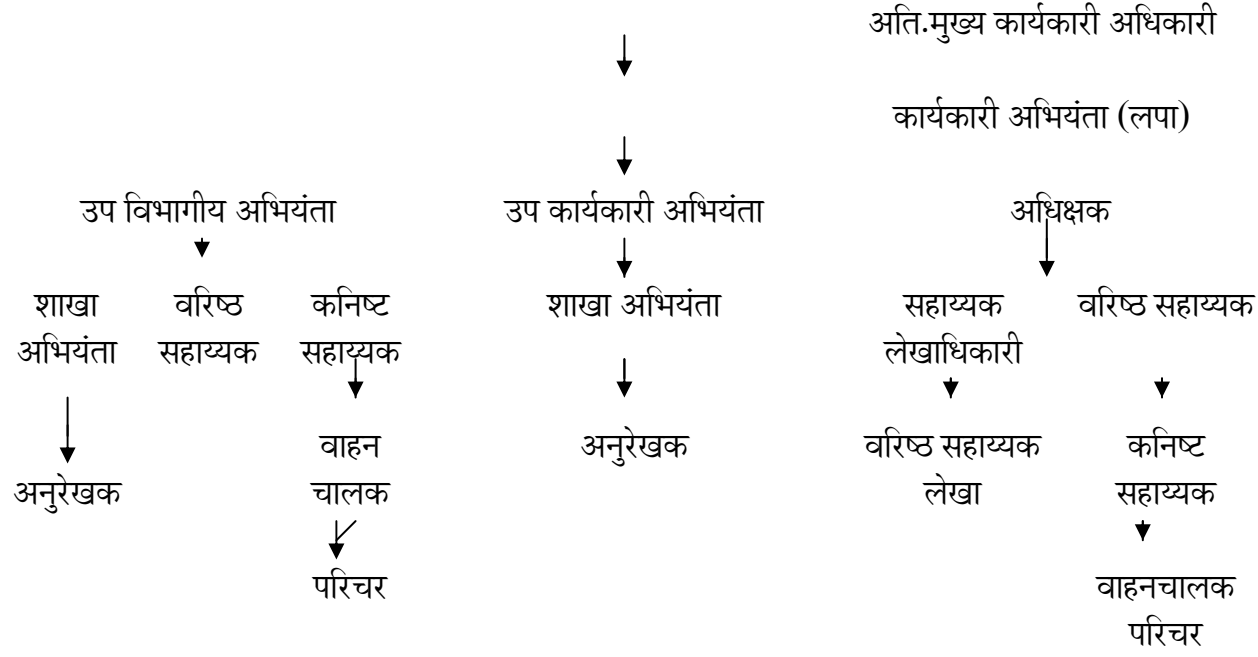 अति.मुख्य कार्यकारी अधिकारी
कार्यकारी अभियंता (लपा)
उप विभागीय अभियंता उप कार्यकारी अभियंता अधिक्षक
शाखा वरिष्ठ कनिष्ट शाखा अभियंता सहाय्यक वरिष्ठ सहाय्यक
अभियंता सहाय्यक सहाय्यक लेखाधिकारी
वाहन अनुरेखक वरिष्ठ सहाय्यक कनिष्ट
अनुरेखक चालक लेखा सहाय्यक
परिचर वाहनचालक
परिचर